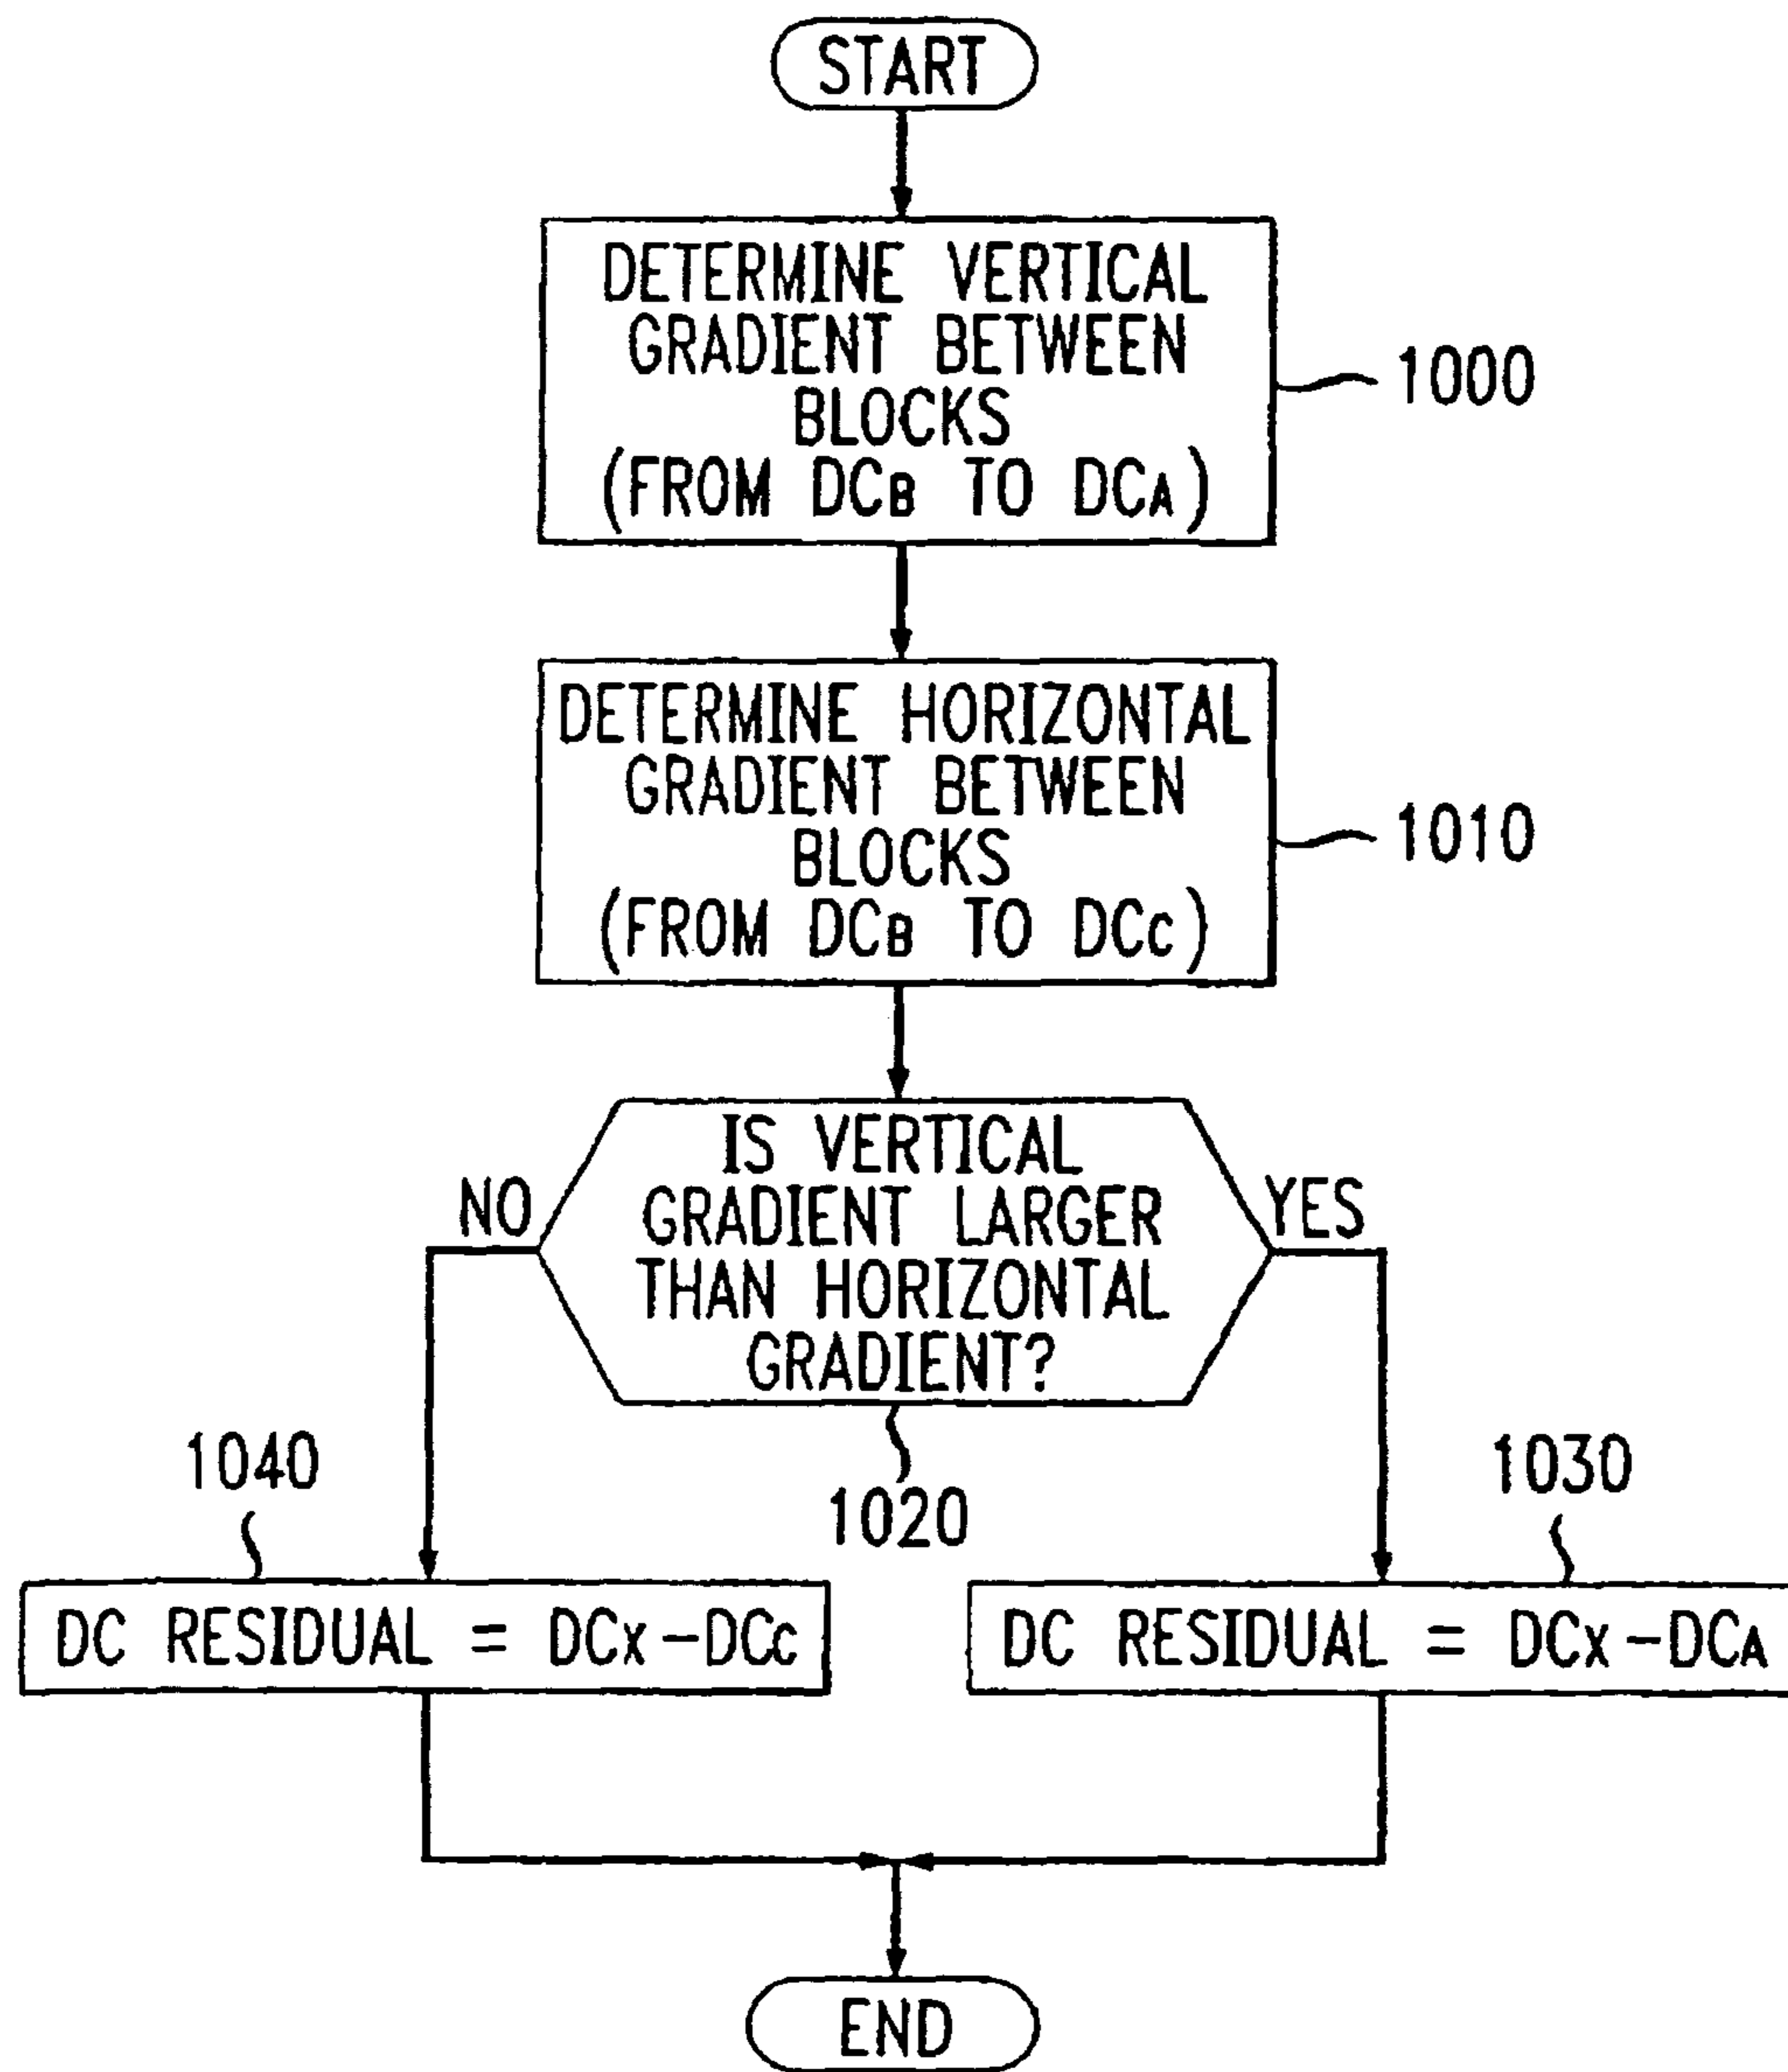 START
DETERMINE VERTICAL
GRADIENT BETWEEN
BLOCKS
(FROM DCB TO DCA)
1000
DETERMINE HORIZONTAL
GRADIENT BETWEEN
BLOCKS
(FROM DCB TO DCC)
1010
IS VERTICAL
GRADIENT LARGER
THAN HORIZONTAL
GRADIENT?
NO
YES
1020
1040
1030
DC RESIDUAL = DCX-DCC
DC RESIDUAL = DCX-DCA
END